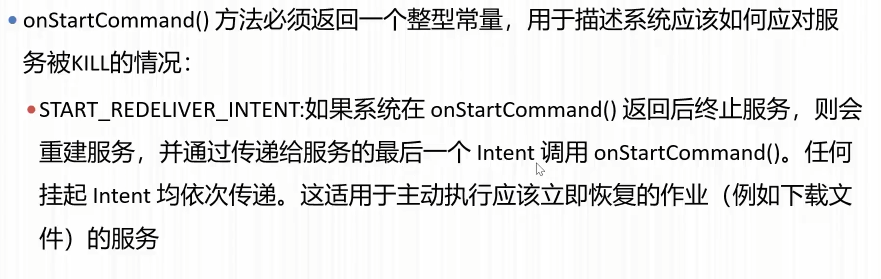 onStartCommand() 方法必须返回一个整型常量，用于描述系统应该如何应对服
务被KILL的情况：
START_REDELIVER_INTENT:如果系统在 onStartCommand() 返回后终止服务，则会
重建服务，并通过传递给服务的最后一个 Intent 调用 onStartCommand()。任何
挂起 Intent 均依次传递。这适用于主动执行应该立即恢复的作业（例如下载文
件）的服务